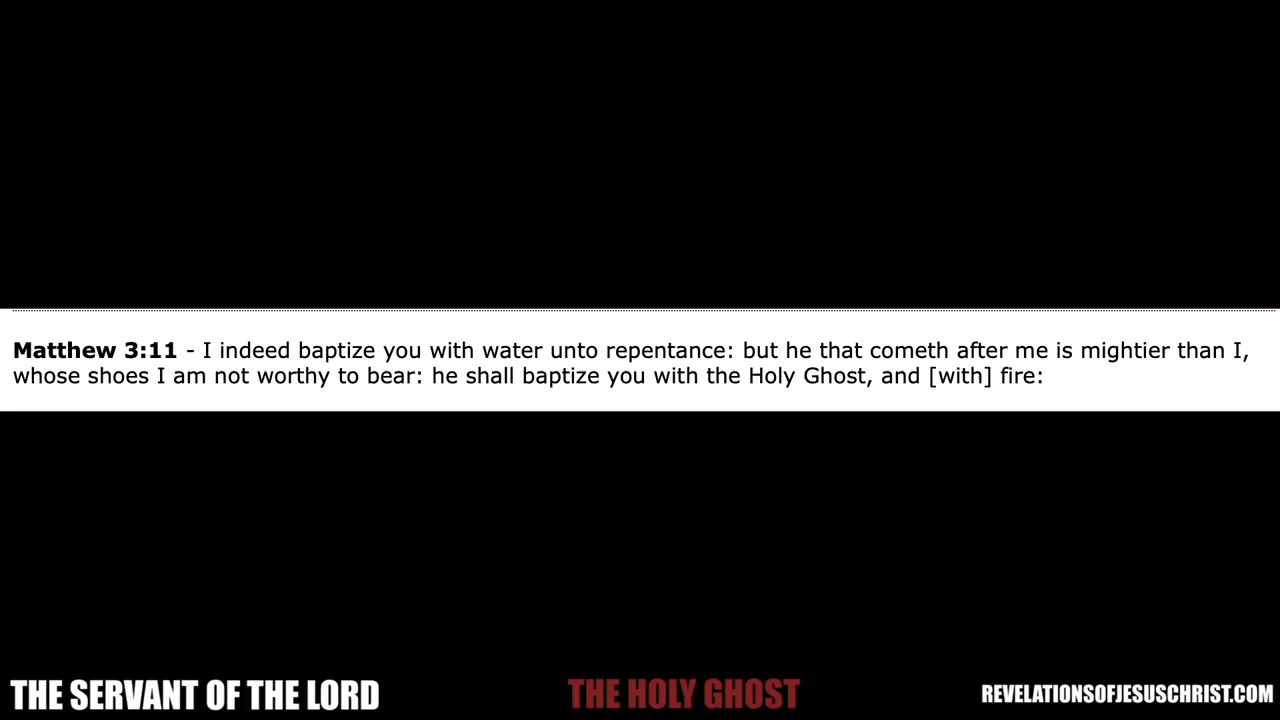 Matthew 3:11 - I indeed baptize you with water unto repentance: but he that cometh after me is mightier than I,
whose shoes I am not worthy to bear: he shall baptize you with the Holy Ghost, and [with] fire:
THE SERVANT OF THE LORD
THE HOLY GHOST
REVELATIONSOFJESUSCHRIST.COM